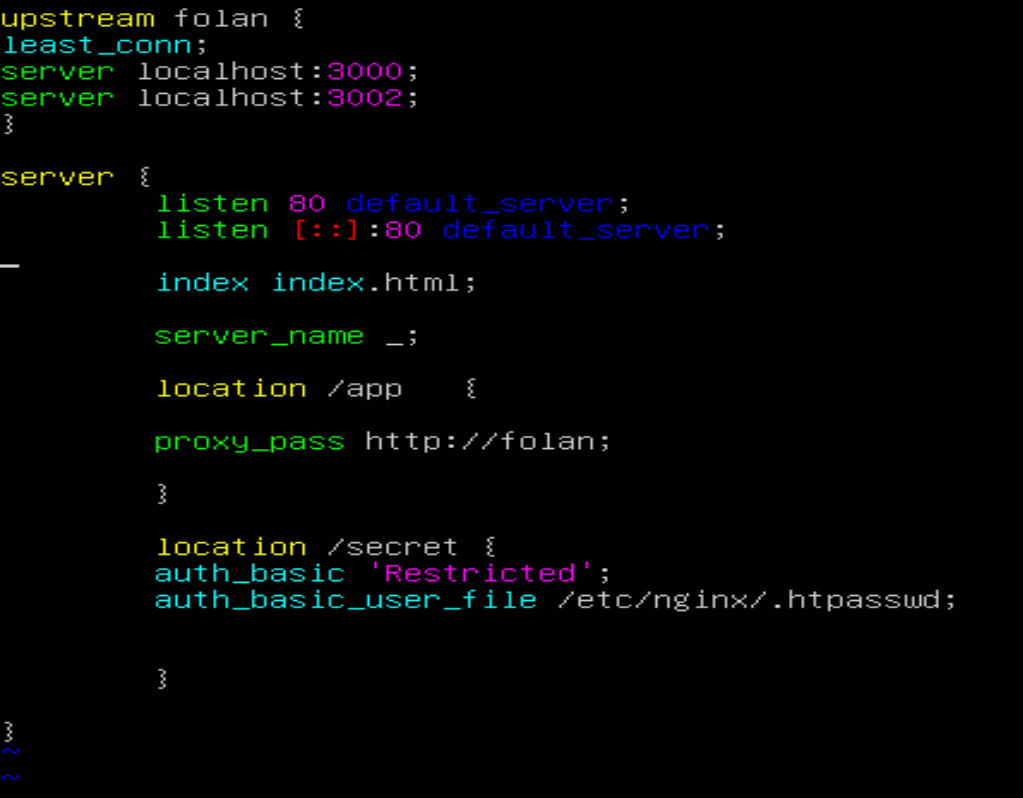 upstream folan {
least_conn;
server localhost:3000;
server localhost:3002;
}
server {
listen 80 default_server;
listen [::]:80 default_server;
index index.html;
server_name _;
location /app {
proxy_pass http://folan;
}
location /secret {
auth_basic 'Restricted';
auth_basic_user_file /etc/nginx/.htpasswd;
}
}
~
~